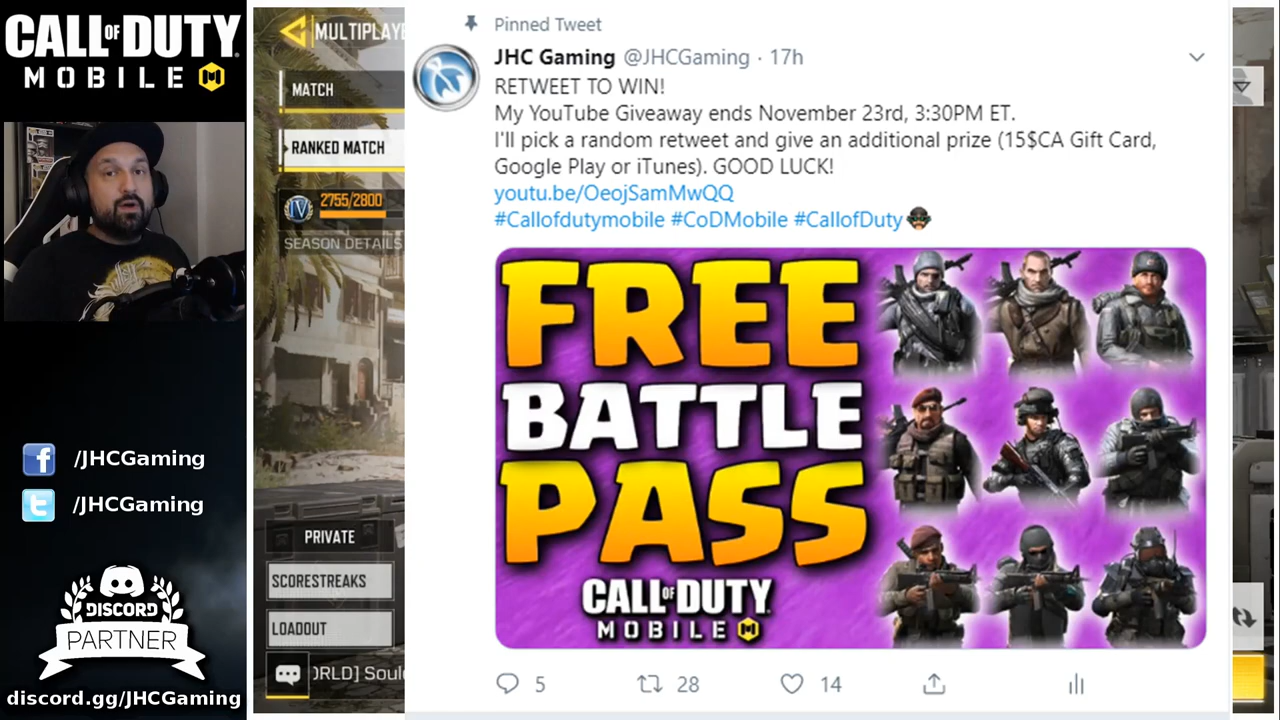 CALL OF DUTY
MOBILE
/JHCGaming
/JHCGaming
DISCORD
PARTNER
discord.gg/JHCGaming
MATCH
RANKED MATCH
IV
2755/2800
SEASON DETAILS
PRIVATE
SCORESTREAKS
LOADOUT
Pinned Tweet
JHC Gaming @JHCGaming · 17h
RETWEET TO WIN!
My YouTube Giveaway ends November 23rd, 3:30PM ET.
I'll pick a random retweet and give an additional prize (15$CA Gift Card,
Google Play or iTunes). GOOD LUCK!
youtu.be/OeojSamMwQQ
#Callofdutymobile #CoDMobile #CallofDuty
FREE
BATTLE
PASS
CALL OF DUTY
MOBILE
5 28 14